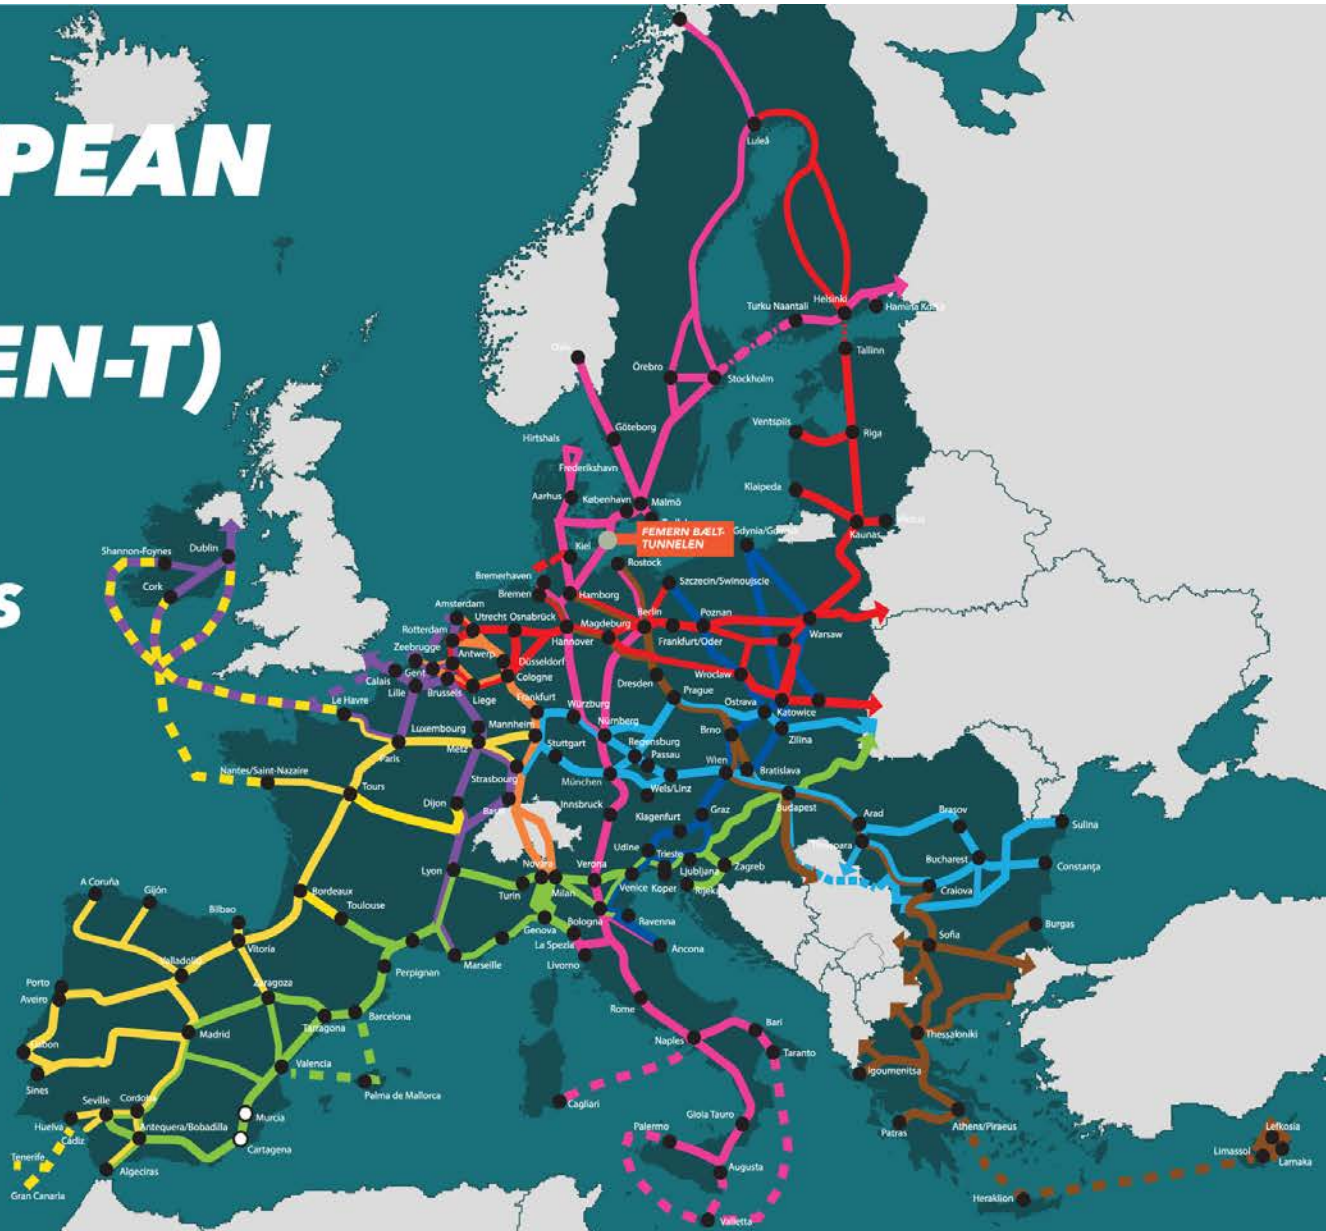 PEAN
EN-T)
S
Luleå
Helsinki
Turku Naantali
Tallinn
Örebro
Stockholm
Göteborg
Ventspils
Riga
Hirtshals
Frederikshavn
Klaipeda
Aarhus
København
Malmö
Kaunas
FEMERN BÆLT-
TUNNELEN
Shannon-Foynes
Dublin
Kiel
Rostock
Cork
Bremerhaven
Szczecin/Swinoujscie
Bremen
Hamborg
Amsterdam
Rotterdam
Utrecht
Osnabrück
Magdeburg
Berlin
Poznan
Hannover
Frankfurt/Oder
Warsaw
Zeebrugge
Antwerp
Düsseldorf
Calais
Gent
Cologne
Wroclaw
Lille
Brussels
Liege
Frankfurt
Dresden
Prague
Le Havre
Würzburg
Ostrava
Katowice
Luxembourg
Mannheim
Nürnberg
Brno
Paris
Metz
Stuttgart
Regensburg
Zilina
Nantes/Saint-Nazaire
Strasbourg
Passau
Wien
Bratislava
Tours
München
Wels/Linz
Dijon
Basel
Innsbruck
Graz
Budapest
Arad
Brasov
Sulina
Klagenfurt
Udine
Trieste
Lyon
Novara
Verona
Ljubljana
Zagreb
Bucharest
Constanța
Turin
Milan
Venice
Koper
Rijeka
Craiova
A Coruña
Gijón
Bordeaux
Toulouse
Bilbao
Genova
Bologna
Ravenna
Burgas
Vitoria
La Spezia
Ancona
Sofia
Valladolid
Perpignan
Marseille
Livorno
Porto
Aveiro
Zaragoza
Rome
Madrid
Tarragona
Barcelona
Bari
Lisbon
Naples
Thessaloniki
Valencia
Taranto
Sines
Igoumenitsa
Palma de Mallorca
Seville
Cordoba
Murcia
Cagliari
Gioia Tauro
Huelva
Cadiz
Antequera/Bobadilla
Palermo
Patras
Athens/Piraeus
Lefkosia
Cartagena
Limassol
Larnaka
Tenerife
Algeciras
Augusta
Gran Canaria
Heraklion
Valletta